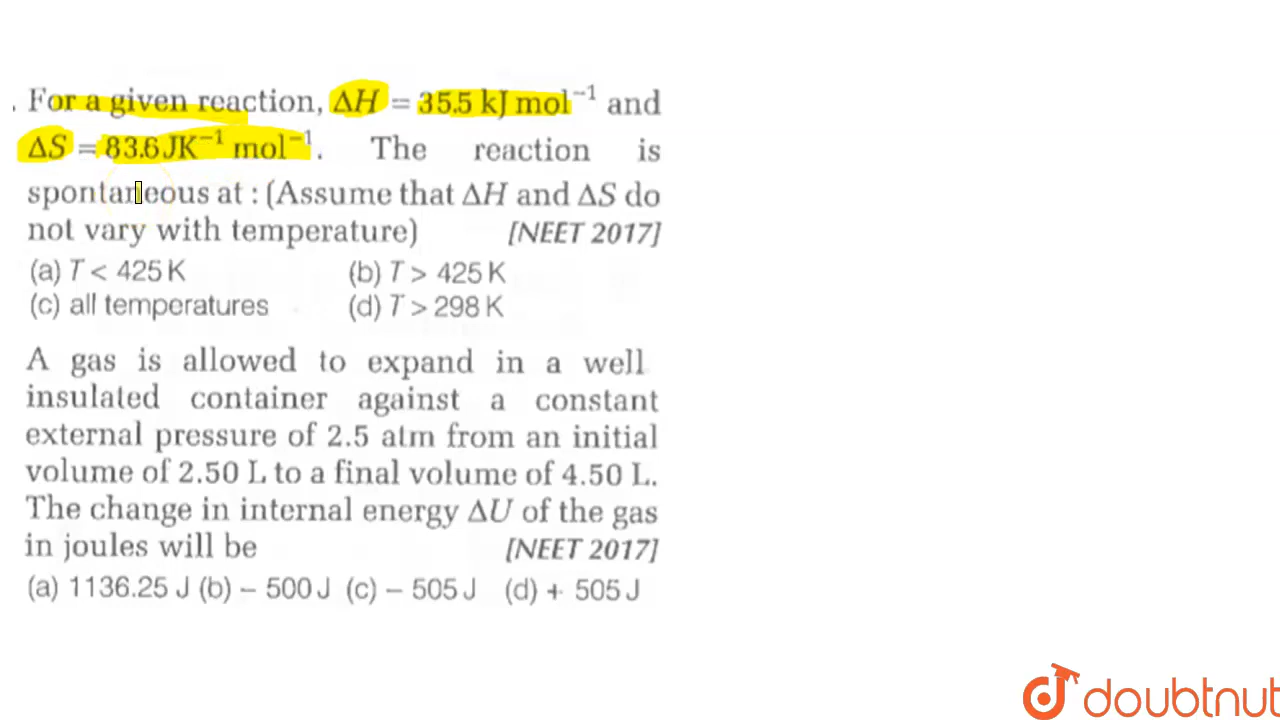 . For a given reaction, ΔH = 35.5 kJ mol⁻¹ and
ΔS = 83.6 JK⁻¹ mol⁻¹. The reaction is
spontaneous at : (Assume that ΔH and ΔS do
not vary with temperature) [NEET 2017]
(a) T < 425 K (b) T > 425 K
(c) all temperatures (d) T > 298 K
A gas is allowed to expand in a well
insulated container against a constant
external pressure of 2.5 atm from an initial
volume of 2.50 L to a final volume of 4.50 L.
The change in internal energy ΔU of the gas
in joules will be [NEET 2017]
(a) 1136.25 J (b) – 500 J (c) – 505 J (d) + 505 J
doubtnut